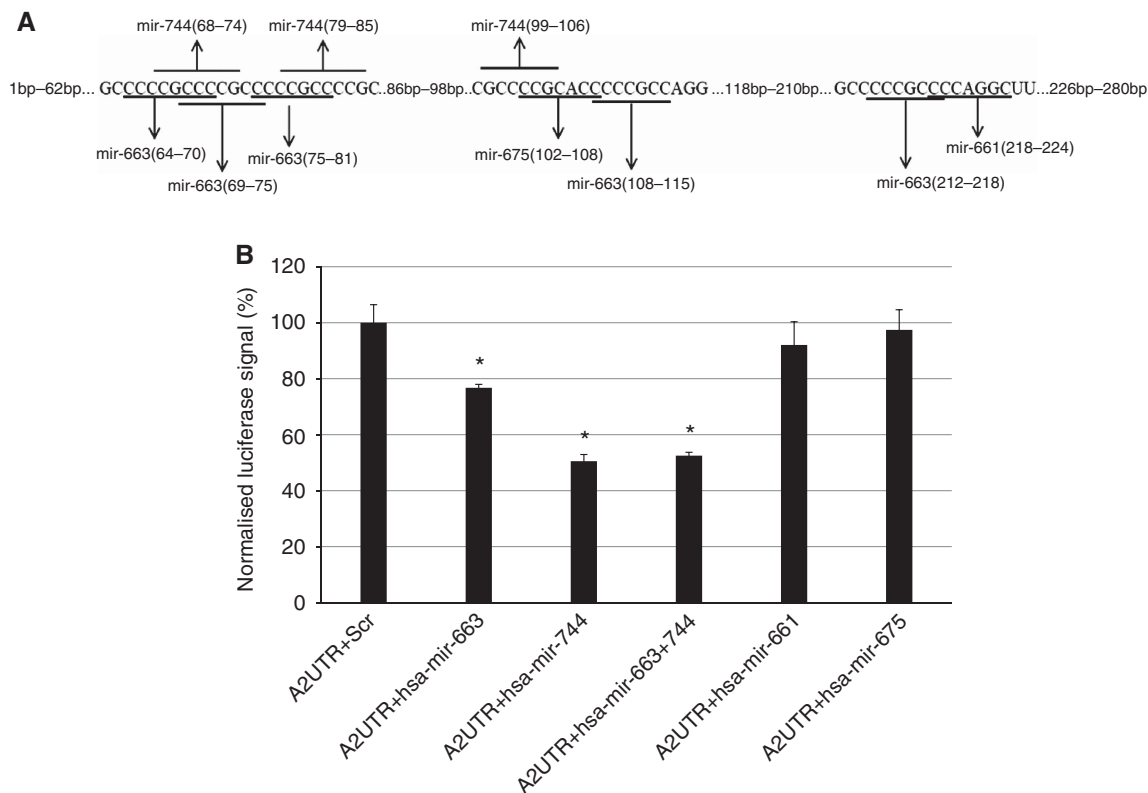 A
mir-744(68–74)
mir-744(79–85)
mir-744(99–106)
1bp–62bp... GCCCCCGCCCCGCCCCCGCCCCGC..86bp–98bp.. CGCCCCGCACCCCCGCCAGG ...118bp–210bp... GCCCCCGCCCCAGGCUU...226bp–280bp
mir-663(64–70)
mir-663(69–75)
mir-663(75–81)
mir-675(102–108)
mir-663(108–115)
mir-663(212–218)
mir-661(218–224)
B
Normalised luciferase signal (%)
120
100
80
60
40
20
0
*
*
*
A2UTR+Scr
A2UTR+hsa-mir-663
A2UTR+hsa-mir-744
A2UTR+hsa-mir-663+744
A2UTR+hsa-mir-661
A2UTR+hsa-mir-675